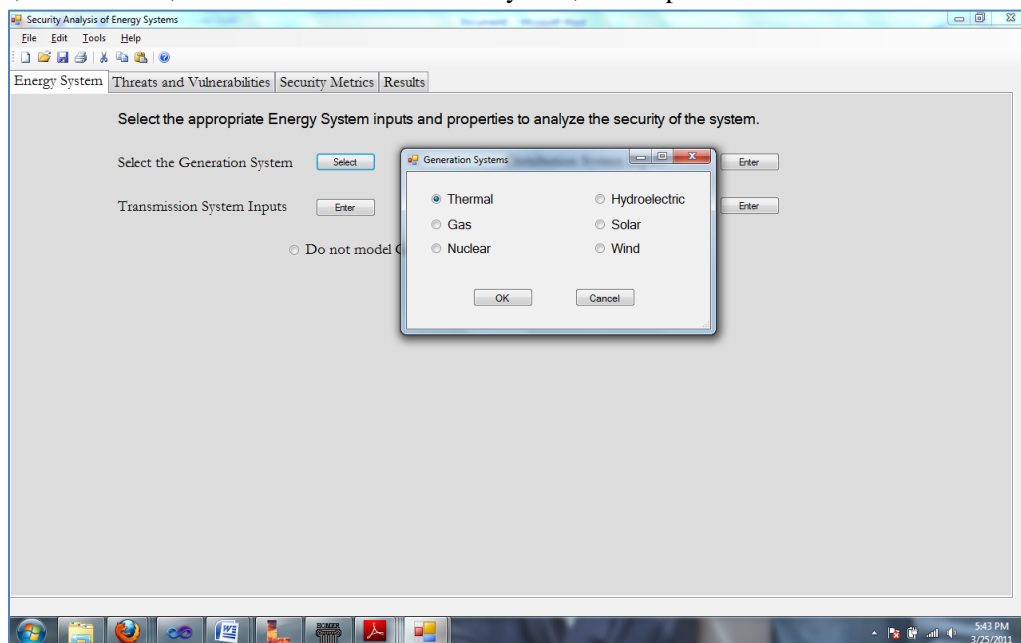 Security Analysis of Energy Systems
File Edit Tools Help
Energy System Threats and Vulnerabilities Security Metrics Results
Select the appropriate Energy System inputs and properties to analyze the security of the system.
Select the Generation System Select Enter
Transmission System Inputs Enter Enter
Do not model
Generation Systems
Thermal Hydroelectric
Gas Solar
Nuclear Wind
OK Cancel
HOMER
5:43 PM
3/25/2011